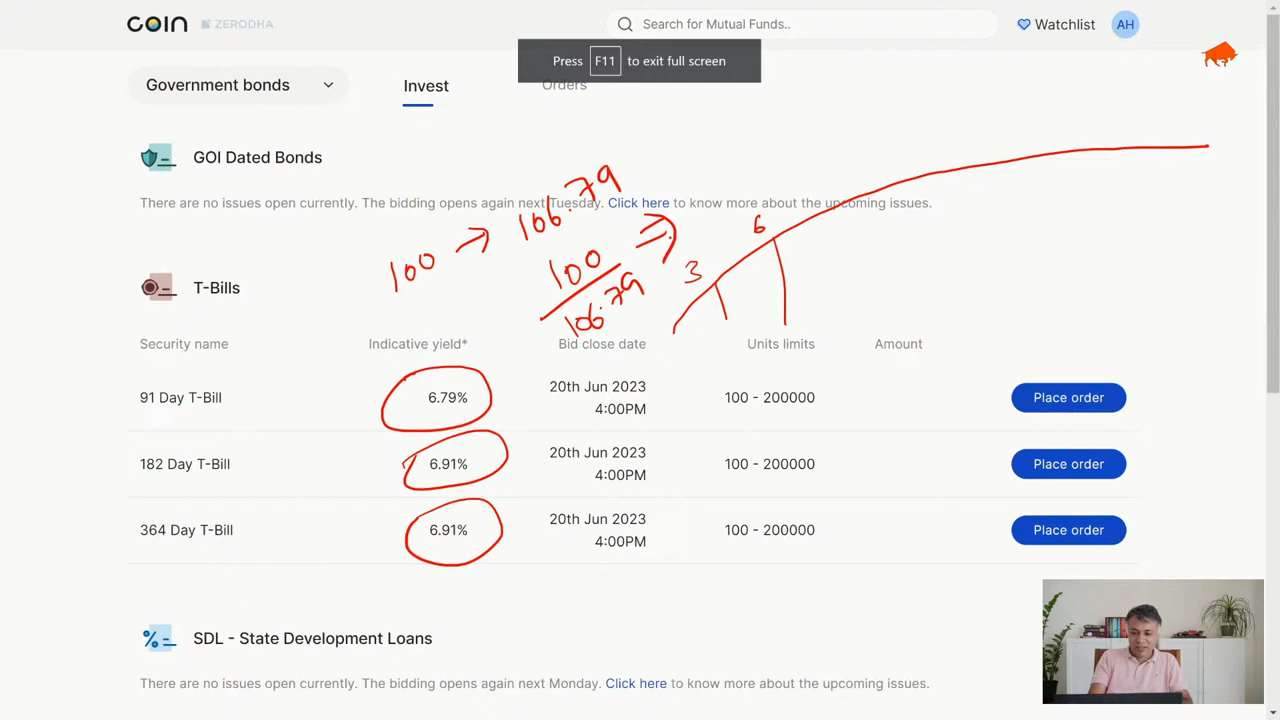 COIN ZERODHA
Search for Mutual Funds..
Watchlist
AH
Press F11 to exit full screen
Government bonds
Invest
Orders
GOI Dated Bonds
There are no issues open currently. The bidding opens again next Tuesday. Click here to know more about the upcoming issues.
100 → 106.79
100/106.79 ⇒
3
6
T-Bills
Security name Indicative yield* Bid close date Units limits Amount
91 Day T-Bill 6.79% 20th Jun 2023 4:00PM 100 - 200000 Place order
182 Day T-Bill 6.91% 20th Jun 2023 4:00PM 100 - 200000 Place order
364 Day T-Bill 6.91% 20th Jun 2023 4:00PM 100 - 200000 Place order
SDL - State Development Loans
There are no issues open currently. The bidding opens again next Monday. Click here to know more about the upcoming issues.